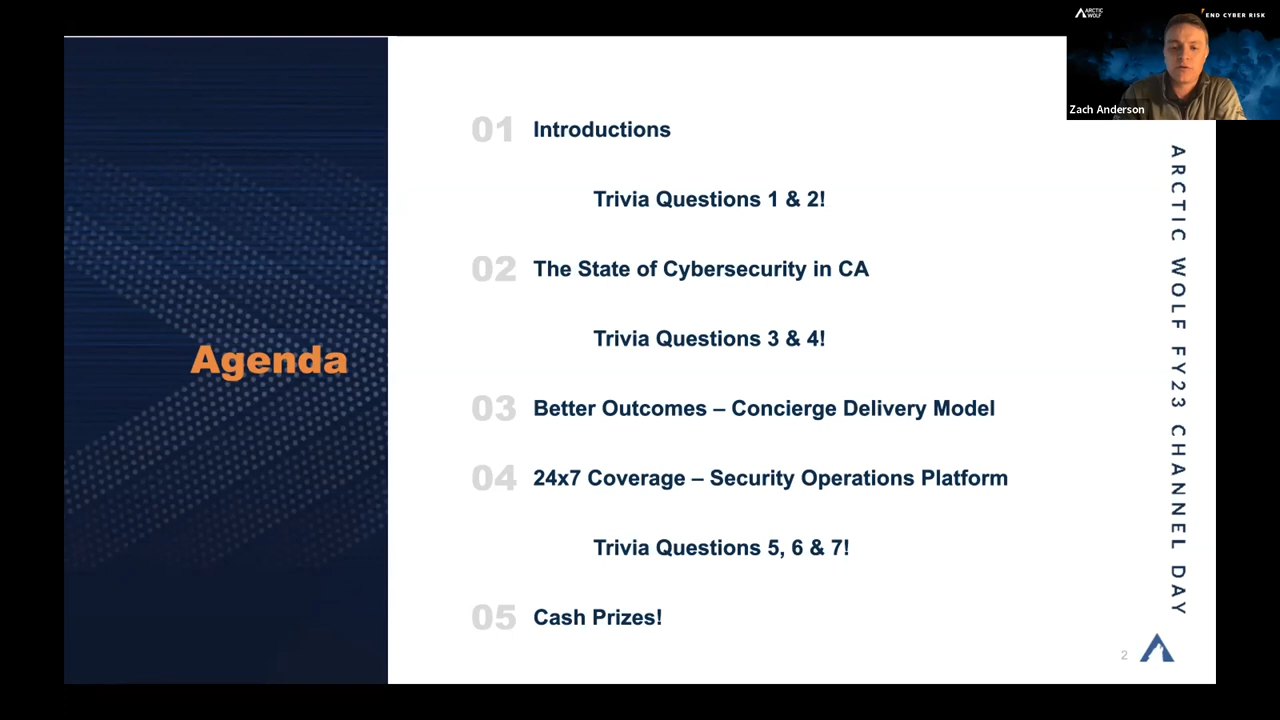 ARCTIC
WOLF
END CYBER RISK
Zach Anderson
Agenda
01 Introductions
Trivia Questions 1 & 2!
02 The State of Cybersecurity in CA
Trivia Questions 3 & 4!
03 Better Outcomes – Concierge Delivery Model
04 24x7 Coverage – Security Operations Platform
Trivia Questions 5, 6 & 7!
05 Cash Prizes!
ARCTIC WOLF FY23 CHANNEL DAY
2